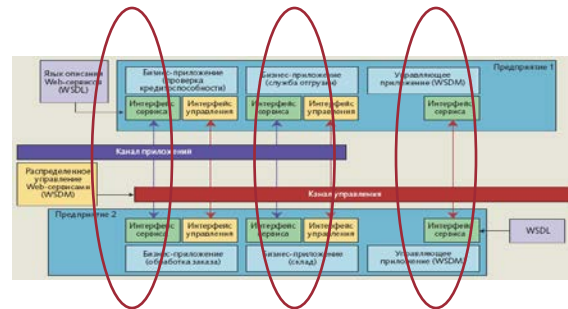 Предприятие 1
Язык описания
Web-сервисов
(WSDL)
Бизнес-приложение
(проверка
кредитоспособности)
Бизнес-приложение
(служба отгрузки)
Управляющее
приложение (WSDM)
Интерфейс
сервиса
Интерфейс
управления
Интерфейс
сервиса
Интерфейс
управления
Интерфейс
сервиса
Канал приложения
Распределенное
управление
Web-сервисами
(WSDM)
Канал управления
Предприятие 2
Интерфейс
сервиса
Интерфейс
управления
Интерфейс
сервиса
Интерфейс
управления
Интерфейс
сервиса
WSDL
Бизнес-приложение
(обработка заказа)
Бизнес-приложение
(склад)
Управляющее
приложение (WSDM)